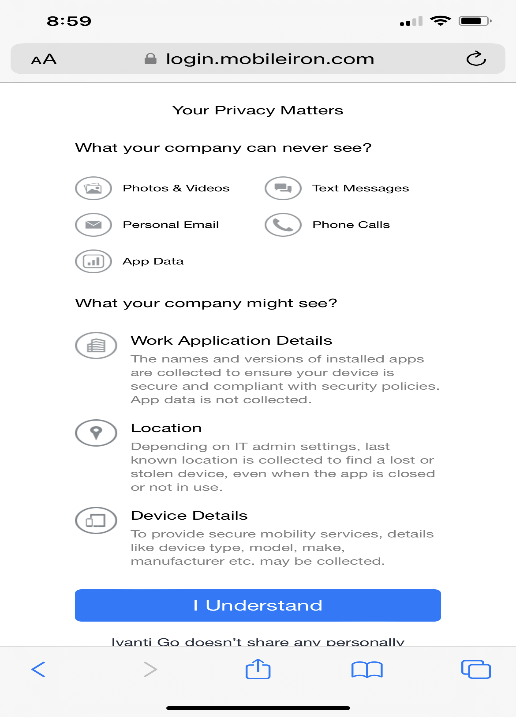 8:59
AA login.mobileiron.com
Your Privacy Matters
What your company can never see?
Photos & Videos Text Messages
Personal Email Phone Calls
App Data
What your company might see?
Work Application Details
The names and versions of installed apps
are collected to ensure your device is
secure and compliant with security policies.
App data is not collected.
Location
Depending on IT admin settings, last
known location is collected to find a lost or
stolen device, even when the app is closed
or not in use.
Device Details
To provide secure mobility services, details
like device type, model, make,
manufacturer etc. may be collected.
I Understand
Ivanti Go doesn't share any personally